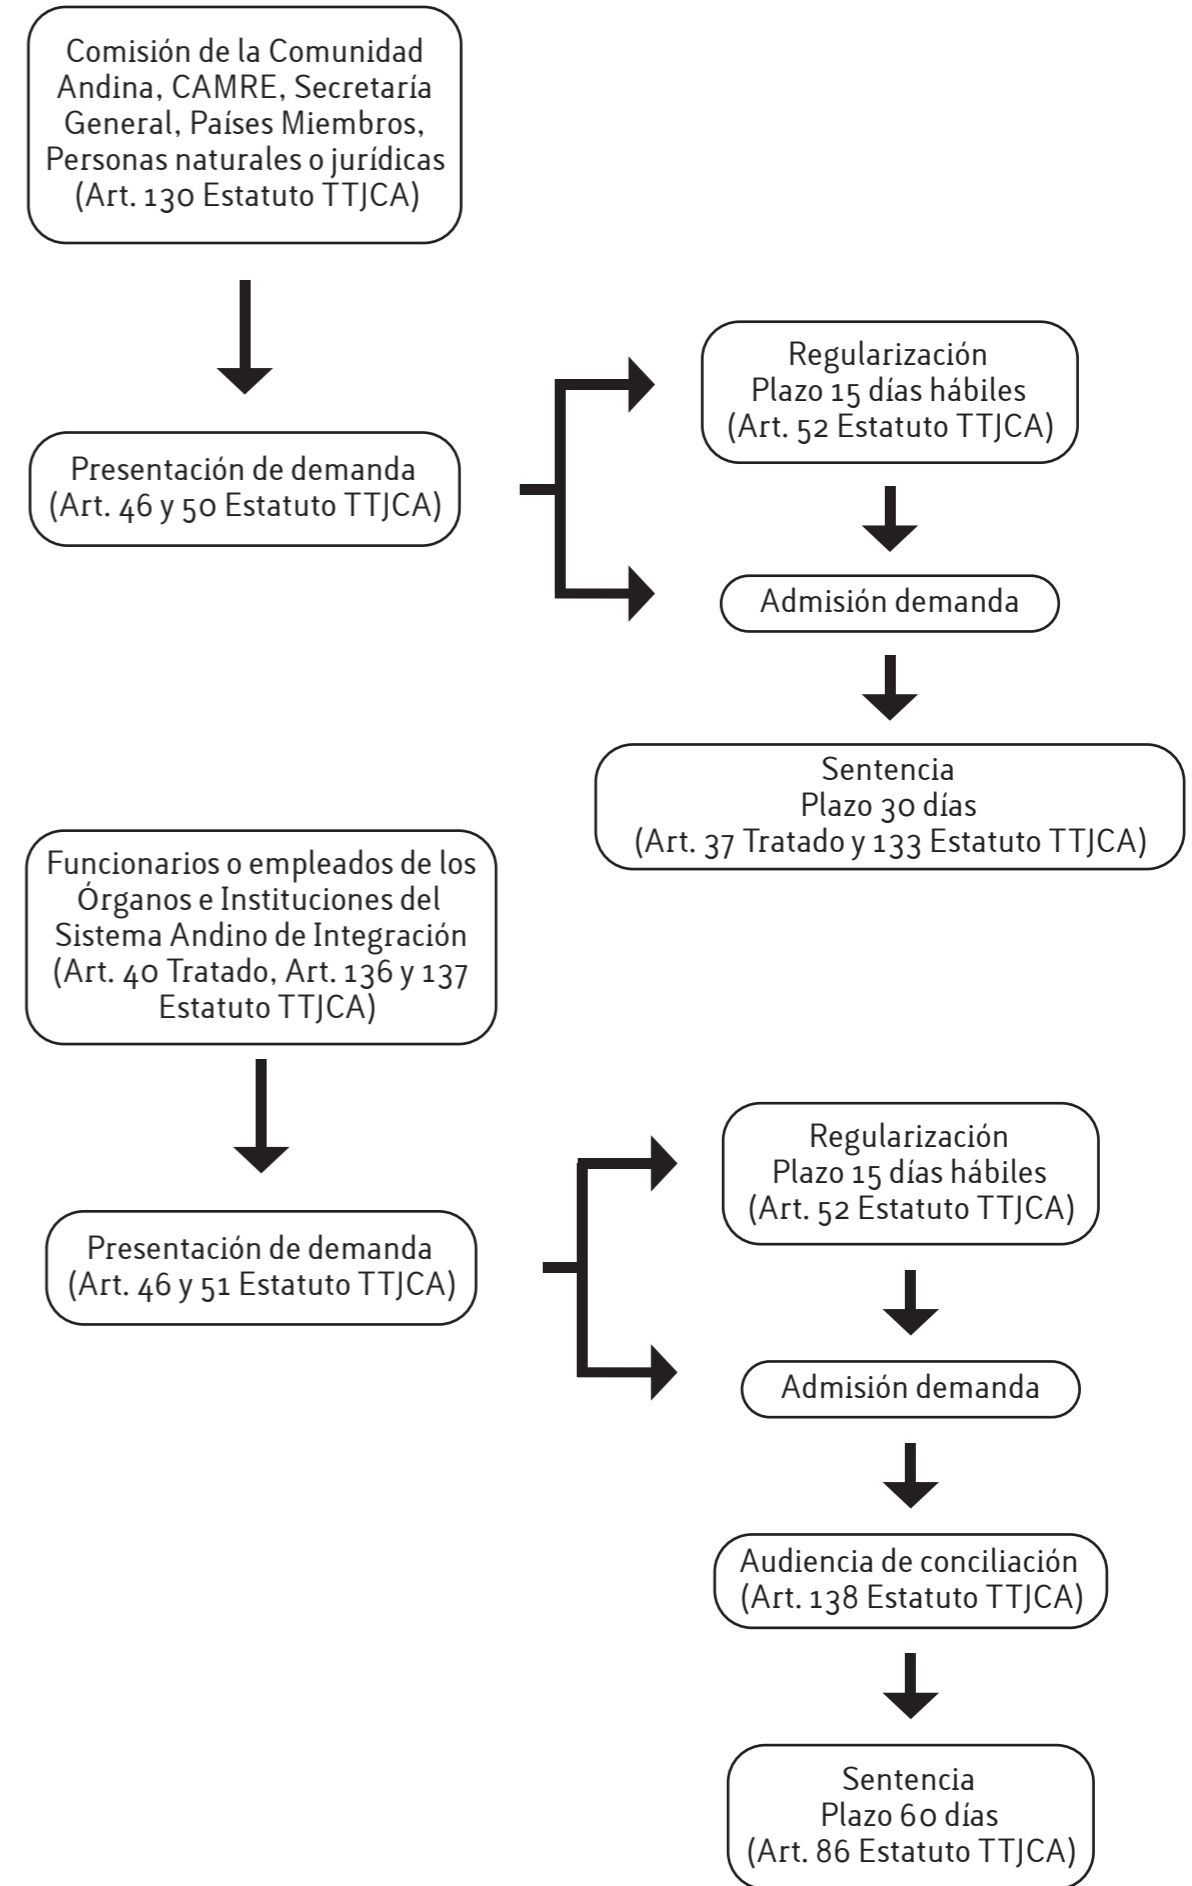 Comisión de la Comunidad
Andina, CAMRE, Secretaría
General, Países Miembros,
Personas naturales o jurídicas
(Art. 130 Estatuto TTJCA)
Presentación de demanda
(Art. 46 y 50 Estatuto TTJCA)
Regularización
Plazo 15 días hábiles
(Art. 52 Estatuto TTJCA)
Admisión demanda
Sentencia
Plazo 30 días
(Art. 37 Tratado y 133 Estatuto TTJCA)
Funcionarios o empleados de los
Órganos e Instituciones del
Sistema Andino de Integración
(Art. 40 Tratado, Art. 136 y 137
Estatuto TTJCA)
Presentación de demanda
(Art. 46 y 51 Estatuto TTJCA)
Regularización
Plazo 15 días hábiles
(Art. 52 Estatuto TTJCA)
Admisión demanda
Audiencia de conciliación
(Art. 138 Estatuto TTJCA)
Sentencia
Plazo 60 días
(Art. 86 Estatuto TTJCA)